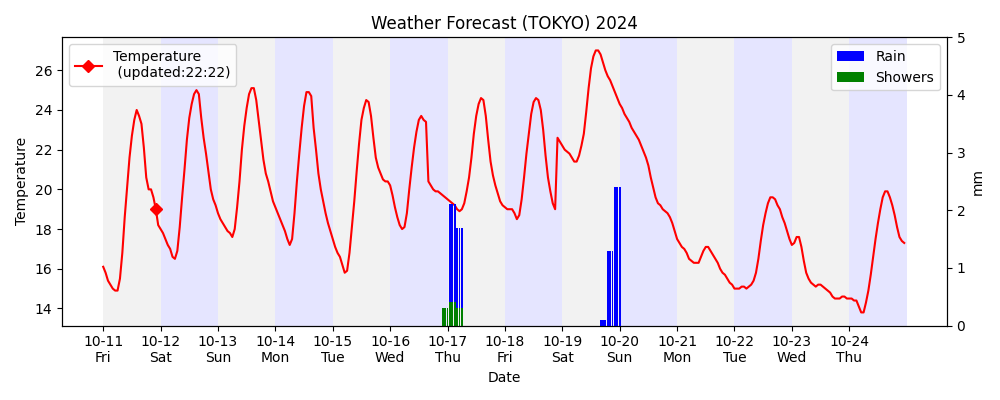 Weather Forecast (TOKYO) 2024
Temperature
(updated:22:22)
Rain
Showers
Temperature
26
24
22
20
18
16
14
5
4
3
2
1
0
mm
10-11 10-12 10-13 10-14 10-15 10-16 10-17 10-18 10-19 10-20 10-21 10-22 10-23 10-24
Fri Sat Sun Mon Tue Wed Thu Fri Sat Sun Mon Tue Wed Thu
Date